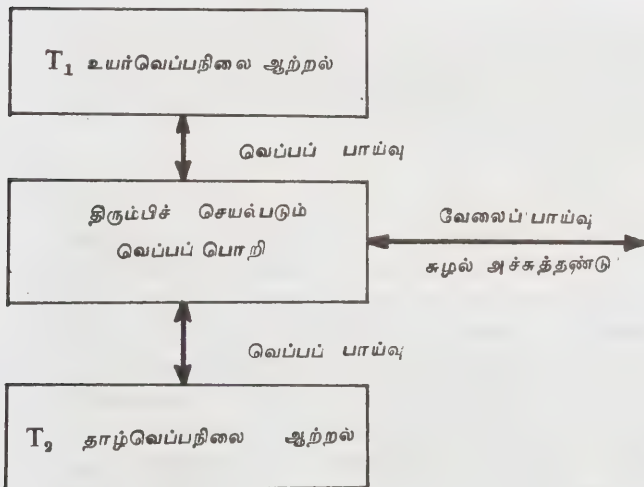 T₁ உயர்வெப்பநிலை ஆற்றல்
வெப்பப் பாய்வு
திரும்பிச் செயல்படும்
வெப்பப் பொறி
வேலைப் பாய்வு
சுழல் அச்சுத்தண்டு
வெப்பப் பாய்வு
T₂ தாழ்வெப்பநிலை ஆற்றல்